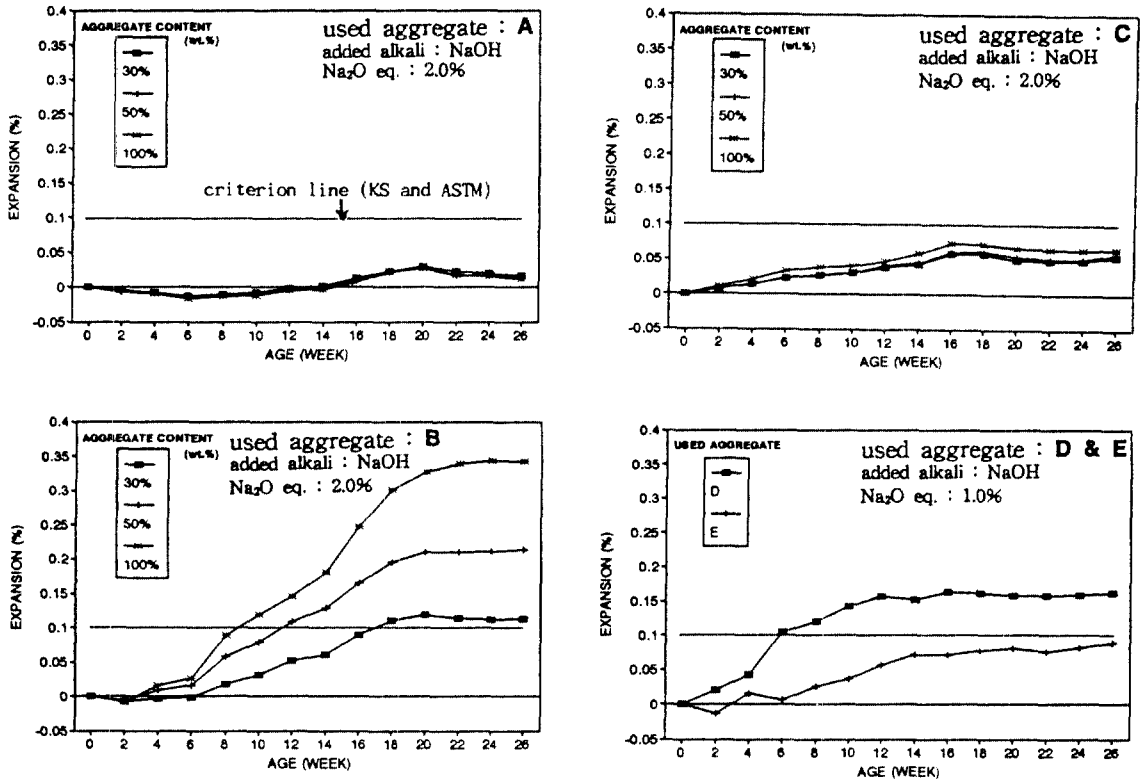 AGGREGATE CONTENT
(wt.%)
30%
50%
100%
used aggregate : A
added alkali : NaOH
Na₂O eq. : 2.0%
criterion line (KS and ASTM)
EXPANSION (%)
0.4
0.35
0.3
0.25
0.2
0.15
0.1
0.05
0
-0.05
0 2 4 6 8 10 12 14 16 18 20 22 24 26
AGE (WEEK)
AGGREGATE CONTENT
(wt.%)
30%
50%
100%
used aggregate : C
added alkali : NaOH
Na₂O eq. : 2.0%
EXPANSION (%)
0.4
0.35
0.3
0.25
0.2
0.15
0.1
0.05
0
-0.05
0 2 4 6 8 10 12 14 16 18 20 22 24 26
AGE (WEEK)
AGGREGATE CONTENT
(wt.%)
30%
50%
100%
used aggregate : B
added alkali : NaOH
Na₂O eq. : 2.0%
EXPANSION (%)
0.4
0.35
0.3
0.25
0.2
0.15
0.1
0.05
0
-0.05
0 2 4 6 8 10 12 14 16 18 20 22 24 26
AGE (WEEK)
USED AGGREGATE
D
E
used aggregate : D & E
added alkali : NaOH
Na₂O eq. : 1.0%
EXPANSION (%)
0.4
0.35
0.3
0.25
0.2
0.15
0.1
0.05
0
-0.05
0 2 4 6 8 10 12 14 16 18 20 22 24 26
AGE (WEEK)